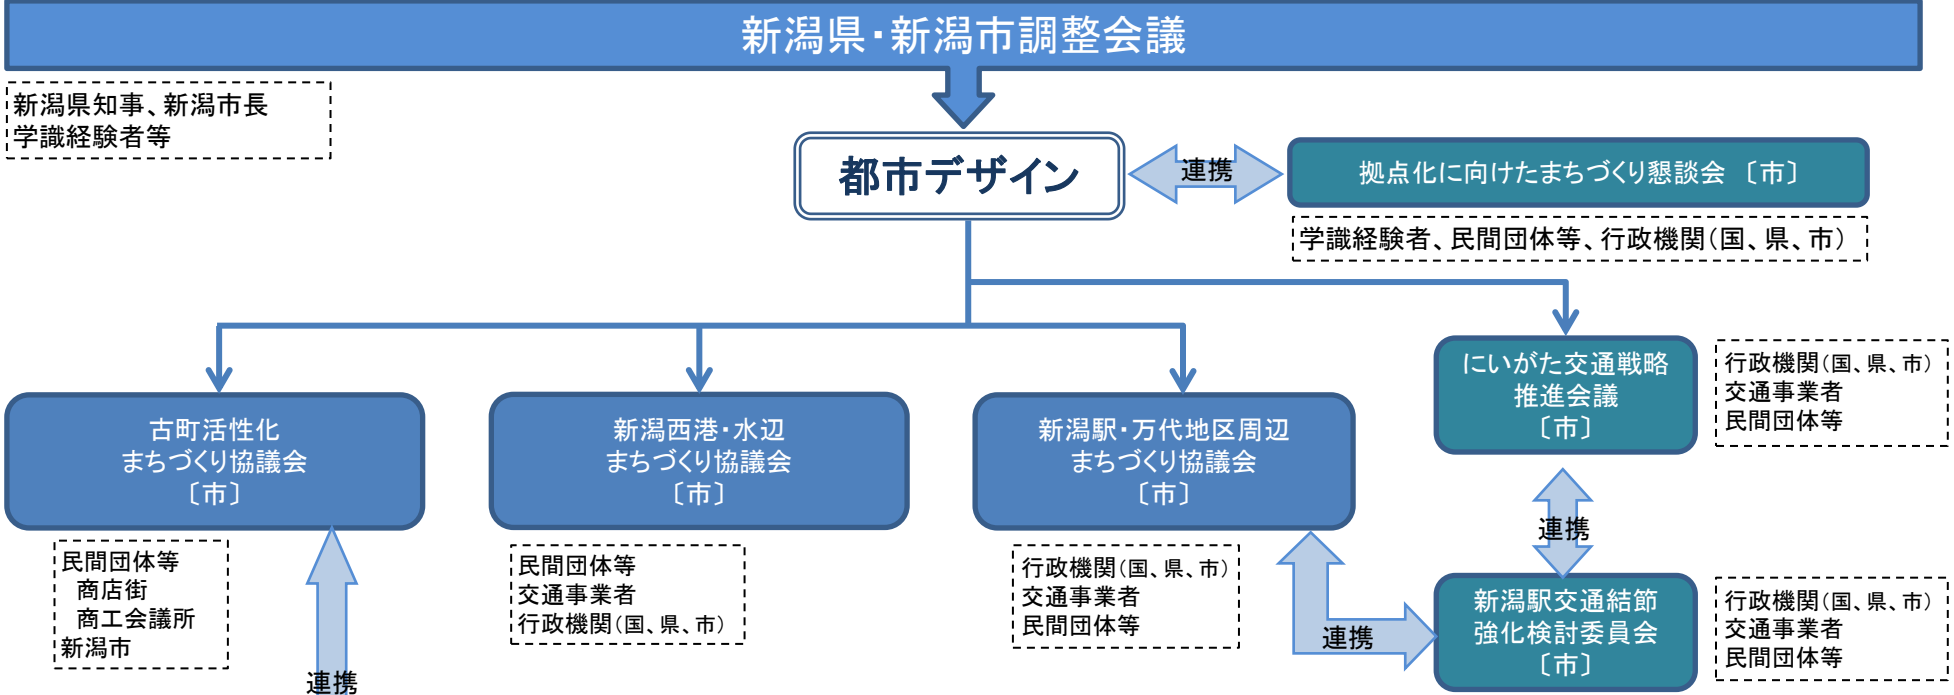 新潟県・新潟市調整会議
新潟県知事、新潟市長
学識経験者等
都市デザイン
連携
拠点化に向けたまちづくり懇談会 〔市〕
学識経験者、民間団体等、行政機関(国、県、市)
にいがた交通戦略
推進会議
〔市〕
行政機関(国、県、市)
交通事業者
民間団体等
古町活性化
まちづくり協議会
〔市〕
新潟西港・水辺
まちづくり協議会
〔市〕
新潟駅・万代地区周辺
まちづくり協議会
〔市〕
連携
民間団体等
商店街
商工会議所
新潟市
連携
民間団体等
交通事業者
行政機関(国、県、市)
行政機関(国、県、市)
交通事業者
民間団体等
連携
新潟駅交通結節
強化検討委員会
〔市〕
行政機関(国、県、市)
交通事業者
民間団体等